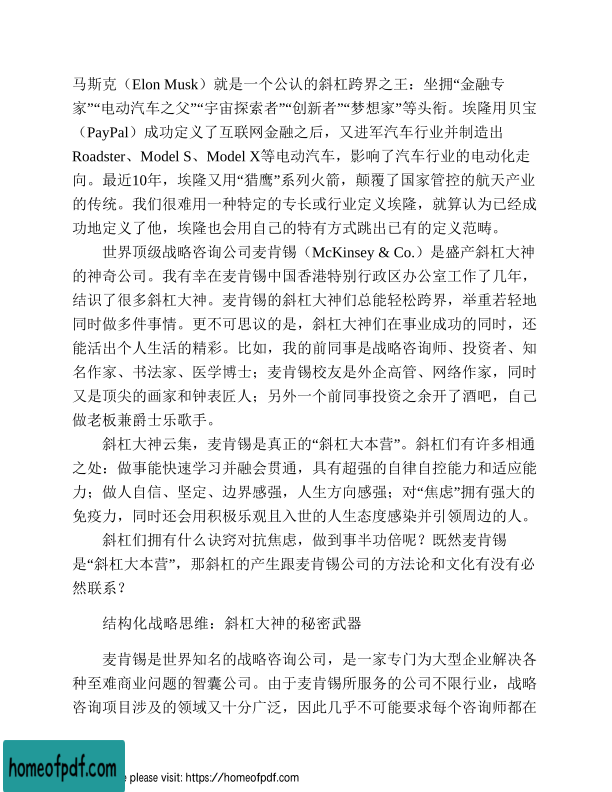 马斯克（Elon Musk）就是一个公认的斜杠跨界之王：坐拥“金融专
家”“电动汽车之父”“宇宙探索者”“创新者”“梦想家”等头衔。埃隆用贝宝
（PayPal）成功定义了互联网金融之后，又进军汽车行业并制造出
Roadster、Model S、Model X等电动汽车，影响了汽车行业的电动化走
向。最近10年，埃隆又用“猎鹰”系列火箭，颠覆了国家管控的航天产业
的传统。我们很难用一种特定的专长或行业定义埃隆，就算认为已经成
功地定义了他，埃隆也会用自己的特有方式跳出已有的定义范畴。
世界顶级战略咨询公司麦肯锡（McKinsey & Co.）是盛产斜杠大神
的神奇公司。我有幸在麦肯锡中国香港特别行政区办公室工作了几年，
结识了很多斜杠大神。麦肯锡的斜杠大神们总能轻松跨界，举重若轻地
同时做多件事情。更不可思议的是，斜杠大神们在事业成功的同时，还
能活出个人生活的精彩。比如，我的前同事是战略咨询师、投资者、知
名作家、书法家、医学博士；麦肯锡校友是外企高管、网络作家，同时
又是顶尖的画家和钟表匠人；另外一个前同事投资之余开了酒吧，自己
做老板兼爵士乐歌手。
斜杠大神云集，麦肯锡是真正的“斜杠大本营”。斜杠们有许多相通
之处：做事能快速学习并融会贯通，具有超强的自律自控能力和适应能
力；做人自信、坚定、边界感强，人生方向感强；对“焦虑”拥有强大的
免疫力，同时还会用积极乐观且入世的人生态度感染并引领周边的人。
斜杠们拥有什么诀窍对抗焦虑，做到事半功倍呢？既然麦肯锡
是“斜杠大本营”，那斜杠的产生跟麦肯锡公司的方法论和文化有没有必
然联系？
结构化战略思维：斜杠大神的秘密武器
麦肯锡是世界知名的战略咨询公司，是一家专门为大型企业解决各
种至难商业问题的智囊公司。由于麦肯锡所服务的公司不限行业，战略
咨询项目涉及的领域又十分广泛，因此几乎不可能要求每个咨询师都在
homeofpdf.com
please visit: https://homeofpdf.com